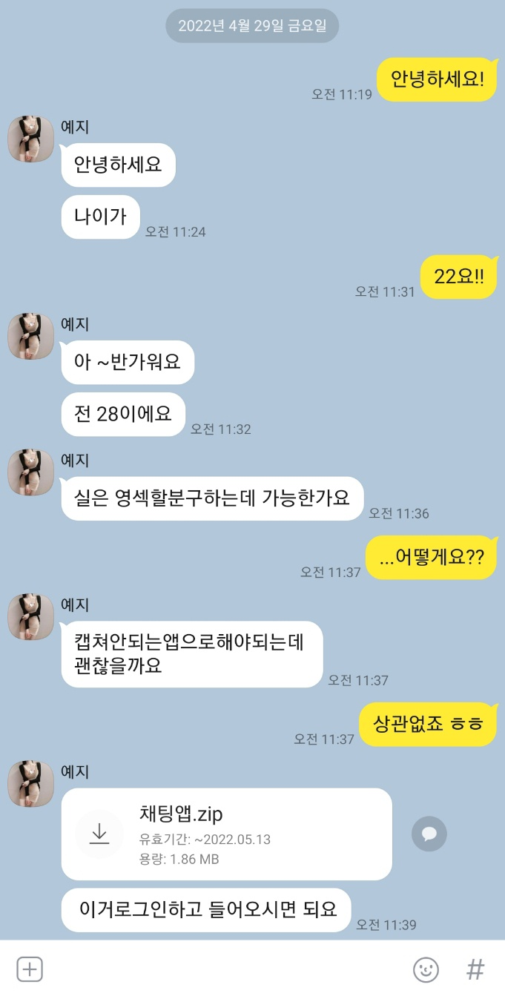 2022년 4월 29일 금요일
안녕하세요!
오전 11:19
예지
안녕하세요
나이가
오전 11:24
22요!!
오전 11:31
예지
아 ~반가워요
전 28이에요
오전 11:32
예지
실은 영섹할분구하는데 가능한가요
오전 11:36
...어떻게요??
오전 11:37
예지
캡쳐안되는앱으로해야되는데
괜찮을까요
오전 11:37
상관없죠 ㅎㅎ
오전 11:37
예지
채팅앱.zip
유효기간: ~2022.05.13
용량: 1.86 MB
이거로그인하고 들어오시면 되요
오전 11:39
#